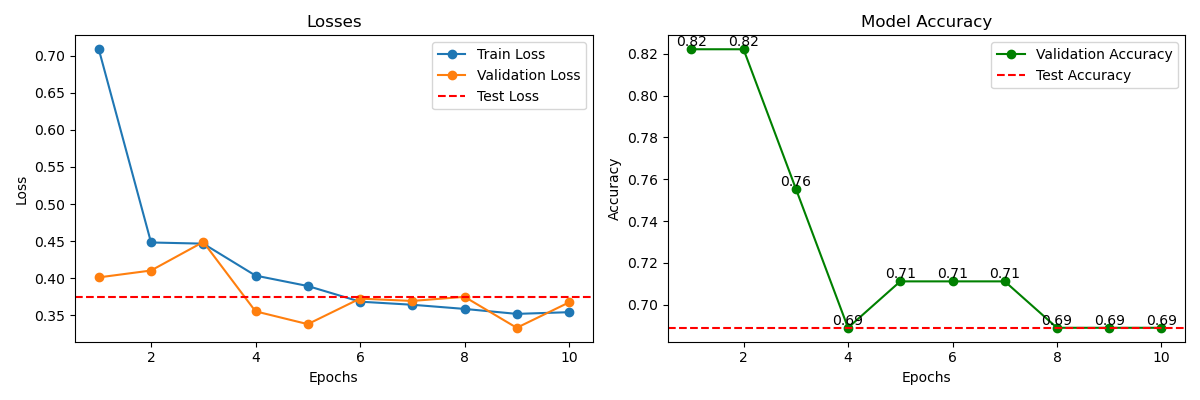 Losses
Train Loss
Validation Loss
Test Loss
0.70
0.65
0.60
0.55
0.50
0.45
0.40
0.35
Loss
2 4 6 8 10
Epochs
Model Accuracy
Validation Accuracy
Test Accuracy
0.82 0.82
0.76
0.69
0.71 0.71 0.71
0.69 0.69 0.69
0.82
0.80
0.78
0.76
0.74
0.72
0.70
Accuracy
2 4 6 8 10
Epochs